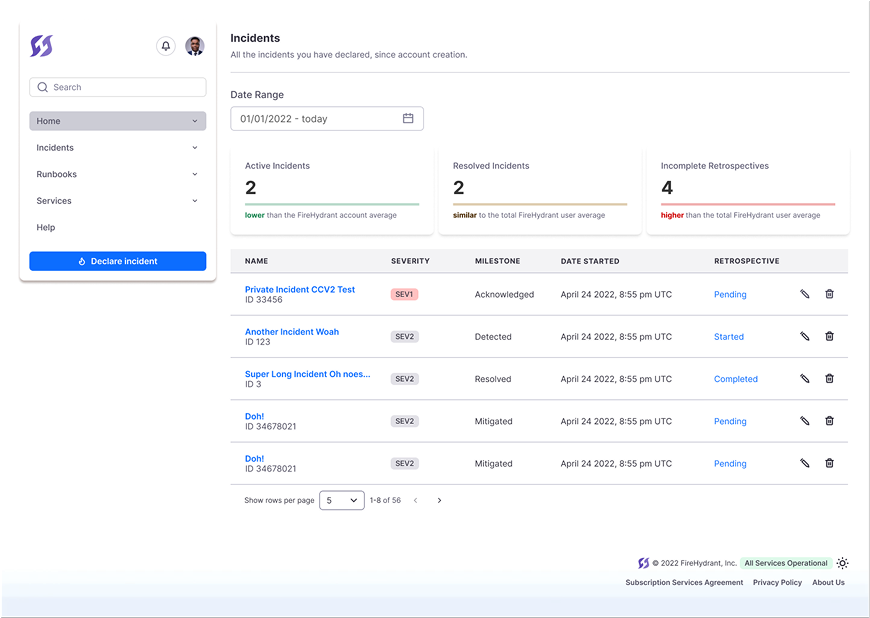 Search
Home
Incidents
Runbooks
Services
Help
Declare incident
Incidents
All the incidents you have declared, since account creation.
Date Range
01/01/2022 - today
Active Incidents
2
lower than the FireHydrant account average
Resolved Incidents
2
similar to the total FireHydrant user average
Incomplete Retrospectives
4
higher than the total FireHydrant user average
NAME SEVERITY MILESTONE DATE STARTED RETROSPECTIVE
Private Incident CCV2 Test
ID 33456
SEV1 Acknowledged April 24 2022, 8:55 pm UTC Pending
Another Incident Woah
ID 123
SEV2 Detected April 24 2022, 8:55 pm UTC Started
Super Long Incident Oh noes...
ID 3
SEV2 Resolved April 24 2022, 8:55 pm UTC Completed
Doh!
ID 34678021
SEV2 Mitigated April 24 2022, 8:55 pm UTC Pending
Doh!
ID 34678021
SEV2 Mitigated April 24 2022, 8:55 pm UTC Pending
Show rows per page 5 1-8 of 56
© 2022 FireHydrant, Inc. All Services Operational
Subscription Services Agreement Privacy Policy About Us